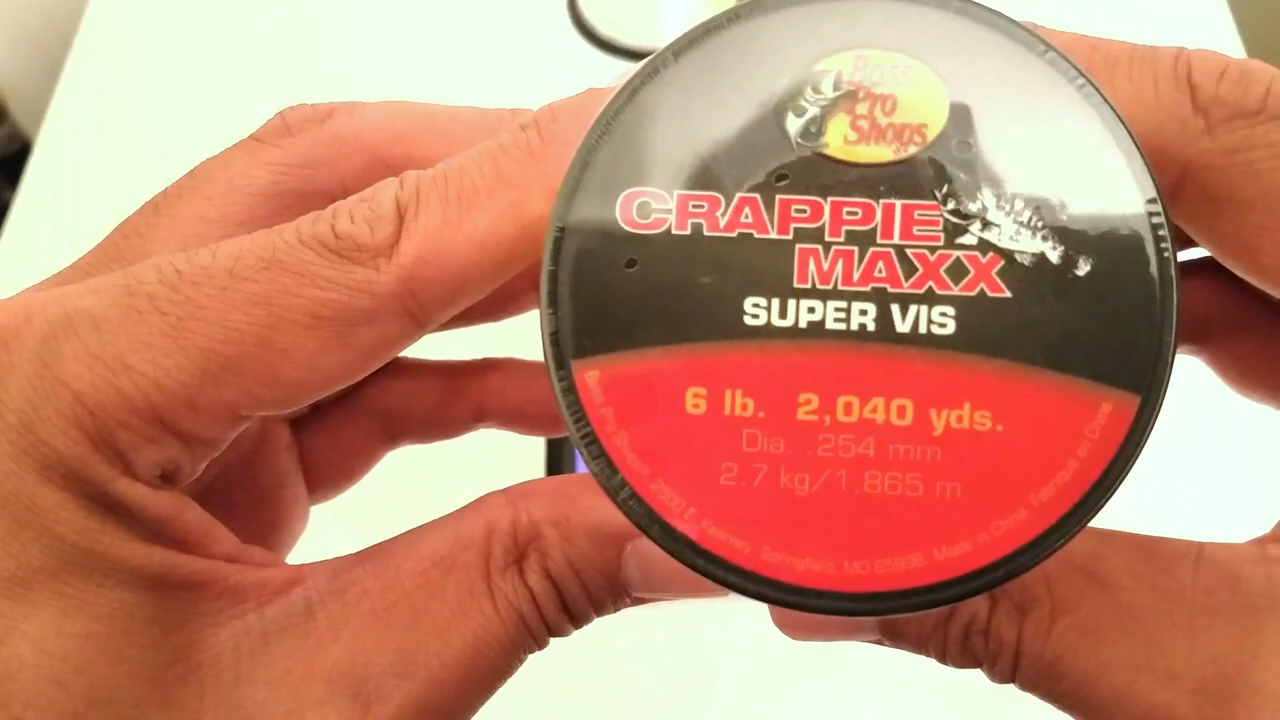 Bass
Pro
Shops
CRAPPIE
MAXX
SUPER VIS
6 lb. 2,040 yds.
Dia. .254 mm
2.7 kg/1.865 m
Bass Pro Shops® 2500 E. Kearney, Springfield, MO 65898 Made in China Fabriqué en Chine